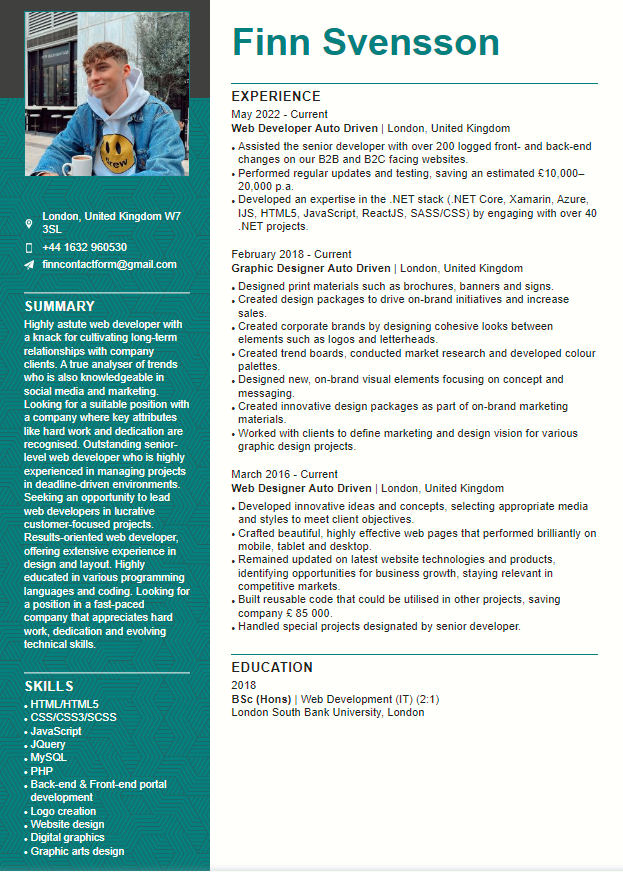 Finn Svensson
crew
London, United Kingdom W7
3SL
+44 1632 960530
finncontactform@gmail.com
SUMMARY
Highly astute web developer with
a knack for cultivating long-term
relationships with company
clients. A true analyser of trends
who is also knowledgeable in
social media and marketing.
Looking for a suitable position with
a company where key attributes
like hard work and dedication are
recognised. Outstanding senior-
level web developer who is highly
experienced in managing projects
in deadline-driven environments.
Seeking an opportunity to lead
web developers in lucrative
customer-focused projects.
Results-oriented web developer,
offering extensive experience in
design and layout. Highly
educated in various programming
languages and coding. Looking for
a position in a fast-paced
company that appreciates hard
work, dedication and evolving
technical skills.
SKILLS
• HTML/HTML5
• CSS/CSS3/SCSS
• JavaScript
• JQuery
• MySQL
• PHP
• Back-end & Front-end portal
development
• Logo creation
• Website design
• Digital graphics
• Graphic arts design
EXPERIENCE
May 2022 - Current
Web Developer Auto Driven | London, United Kingdom
• Assisted the senior developer with over 200 logged front- and back-end
changes on our B2B and B2C facing websites.
• Performed regular updates and testing, saving an estimated £10,000–
20,000 p.a.
• Developed an expertise in the .NET stack (.NET Core, Xamarin, Azure,
IJS, HTML5, JavaScript, ReactJS, SASS/CSS) by engaging with over 40
.NET projects.
February 2018 - Current
Graphic Designer Auto Driven | London, United Kingdom
• Designed print materials such as brochures, banners and signs.
• Created design packages to drive on-brand initiatives and increase
sales.
• Created corporate brands by designing cohesive looks between
elements such as logos and letterheads.
• Created trend boards, conducted market research and developed colour
palettes.
• Designed new, on-brand visual elements focusing on concept and
messaging.
• Created innovative design packages as part of on-brand marketing
materials.
• Worked with clients to define marketing and design vision for various
graphic design projects.
March 2016 - Current
Web Designer Auto Driven | London, United Kingdom
• Developed innovative ideas and concepts, selecting appropriate media
and styles to meet client objectives.
• Crafted beautiful, highly effective web pages that performed brilliantly on
mobile, tablet and desktop.
• Remained updated on latest website technologies and products,
identifying opportunities for business growth, staying relevant in
competitive markets.
• Built reusable code that could be utilised in other projects, saving
company £ 85 000.
• Handled special projects designated by senior developer.
EDUCATION
2018
BSc (Hons) | Web Development (IT) (2:1)
London South Bank University, London